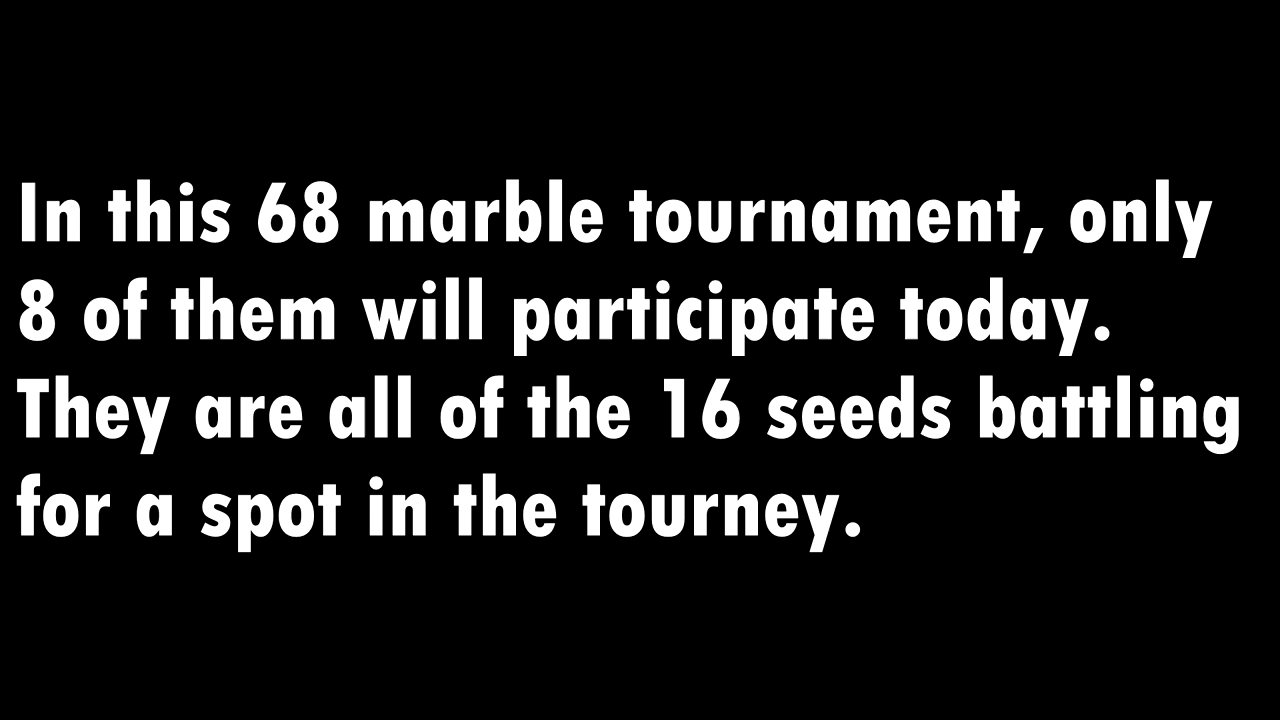 In this 68 marble tournament, only
8 of them will participate today.
They are all of the 16 seeds battling
for a spot in the tourney.